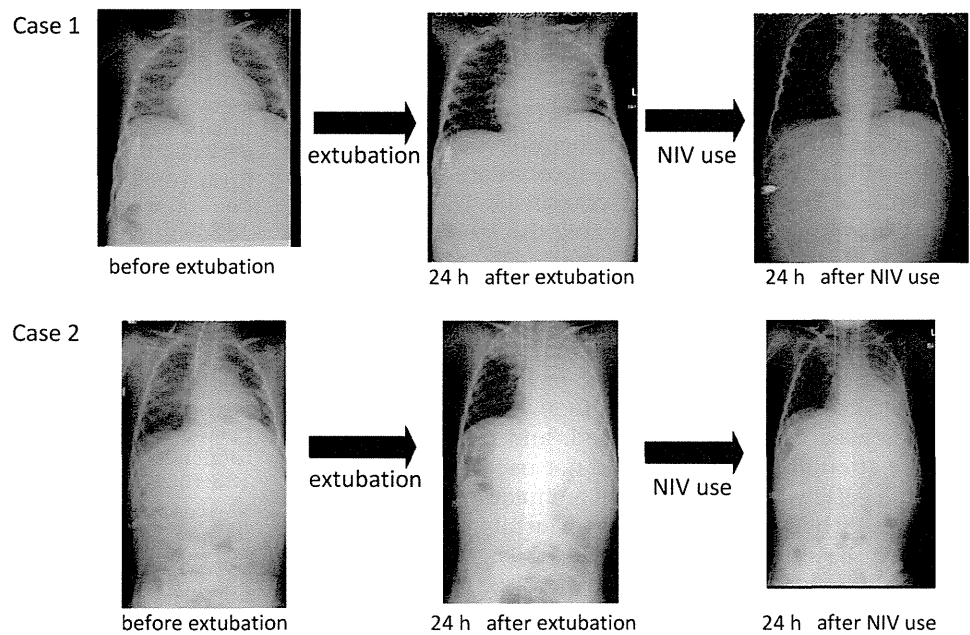 Case 1
extubation
NIV use
before extubation
24 h after extubation
24 h after NIV use
Case 2
extubation
NIV use
before extubation
24 h after extubation
24 h after NIV use